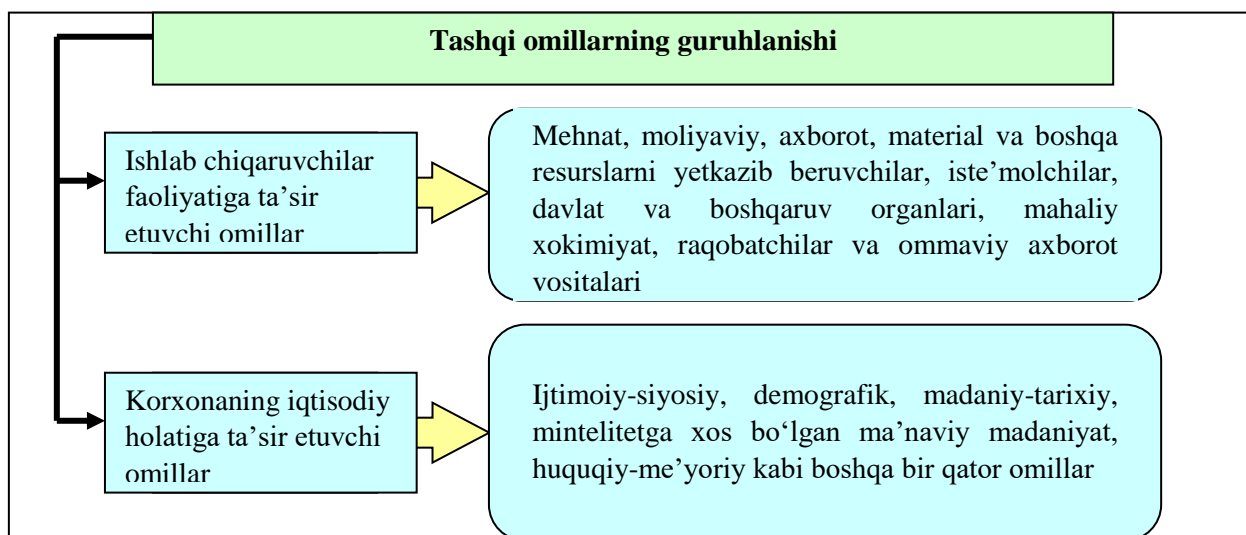 Tashqi omillarning guruhlanishi
Ishlab chiqaruvchilar
faoliyatiga ta’sir
etuvchi omillar
Mehnat, moliyaviy, axborot, material va boshqa
resurslarni yetkazib beruvchilar, iste’molchilar,
davlat va boshqaruv organlari, mahaliy
xokimiyat, raqobatchilar va ommaviy axborot
vositalari
Korxonaning iqtisodiy
holatiga ta’sir etuvchi
omillar
Ijtimoiy-siyosiy, demografik, madaniy-tarixiy,
mintelitetga xos bo‘lgan ma’naviy madaniyat,
huquqiy-me’yoriy kabi boshqa bir qator omillar